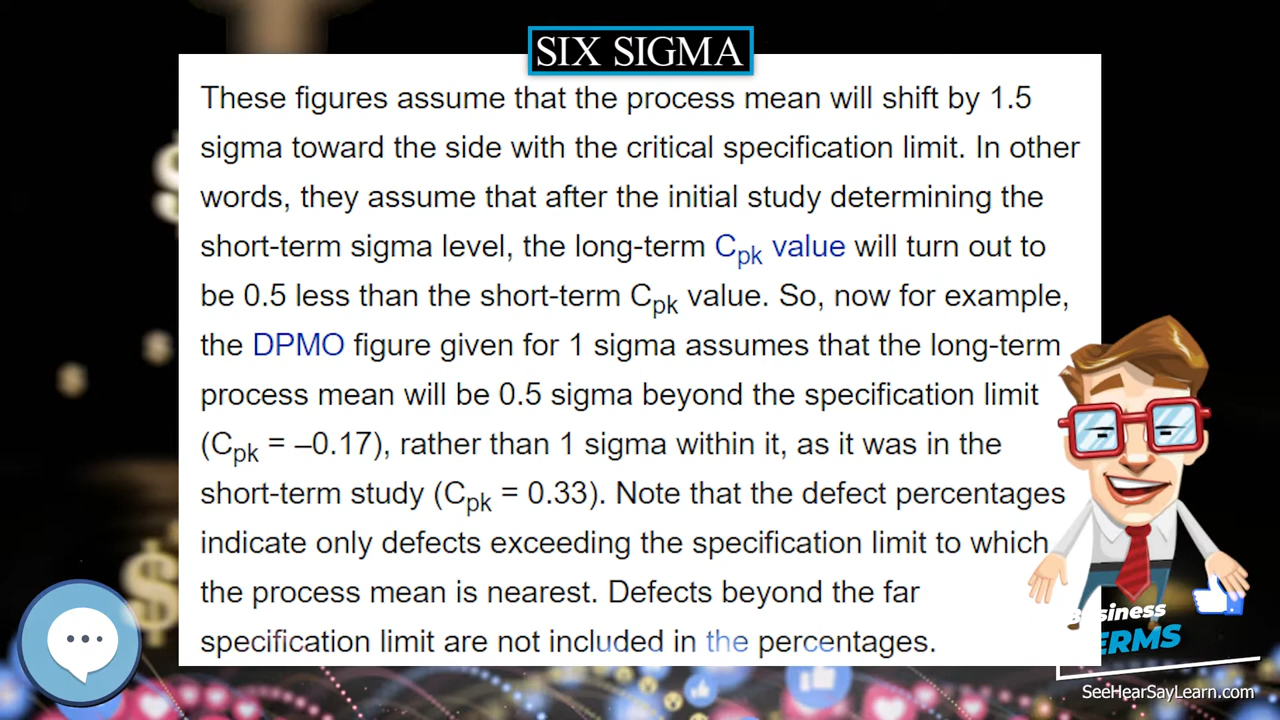 SIX SIGMA
These figures assume that the process mean will shift by 1.5
sigma toward the side with the critical specification limit. In other
words, they assume that after the initial study determining the
short-term sigma level, the long-term Cpk value will turn out to
be 0.5 less than the short-term Cpk value. So, now for example,
the DPMO figure given for 1 sigma assumes that the long-term
process mean will be 0.5 sigma beyond the specification limit
(Cpk = –0.17), rather than 1 sigma within it, as it was in the
short-term study (Cpk = 0.33). Note that the defect percentages
indicate only defects exceeding the specification limit to which
the process mean is nearest. Defects beyond the far
specification limit are not included in the percentages.
Business
TERMS
SeeHearSayLearn.com